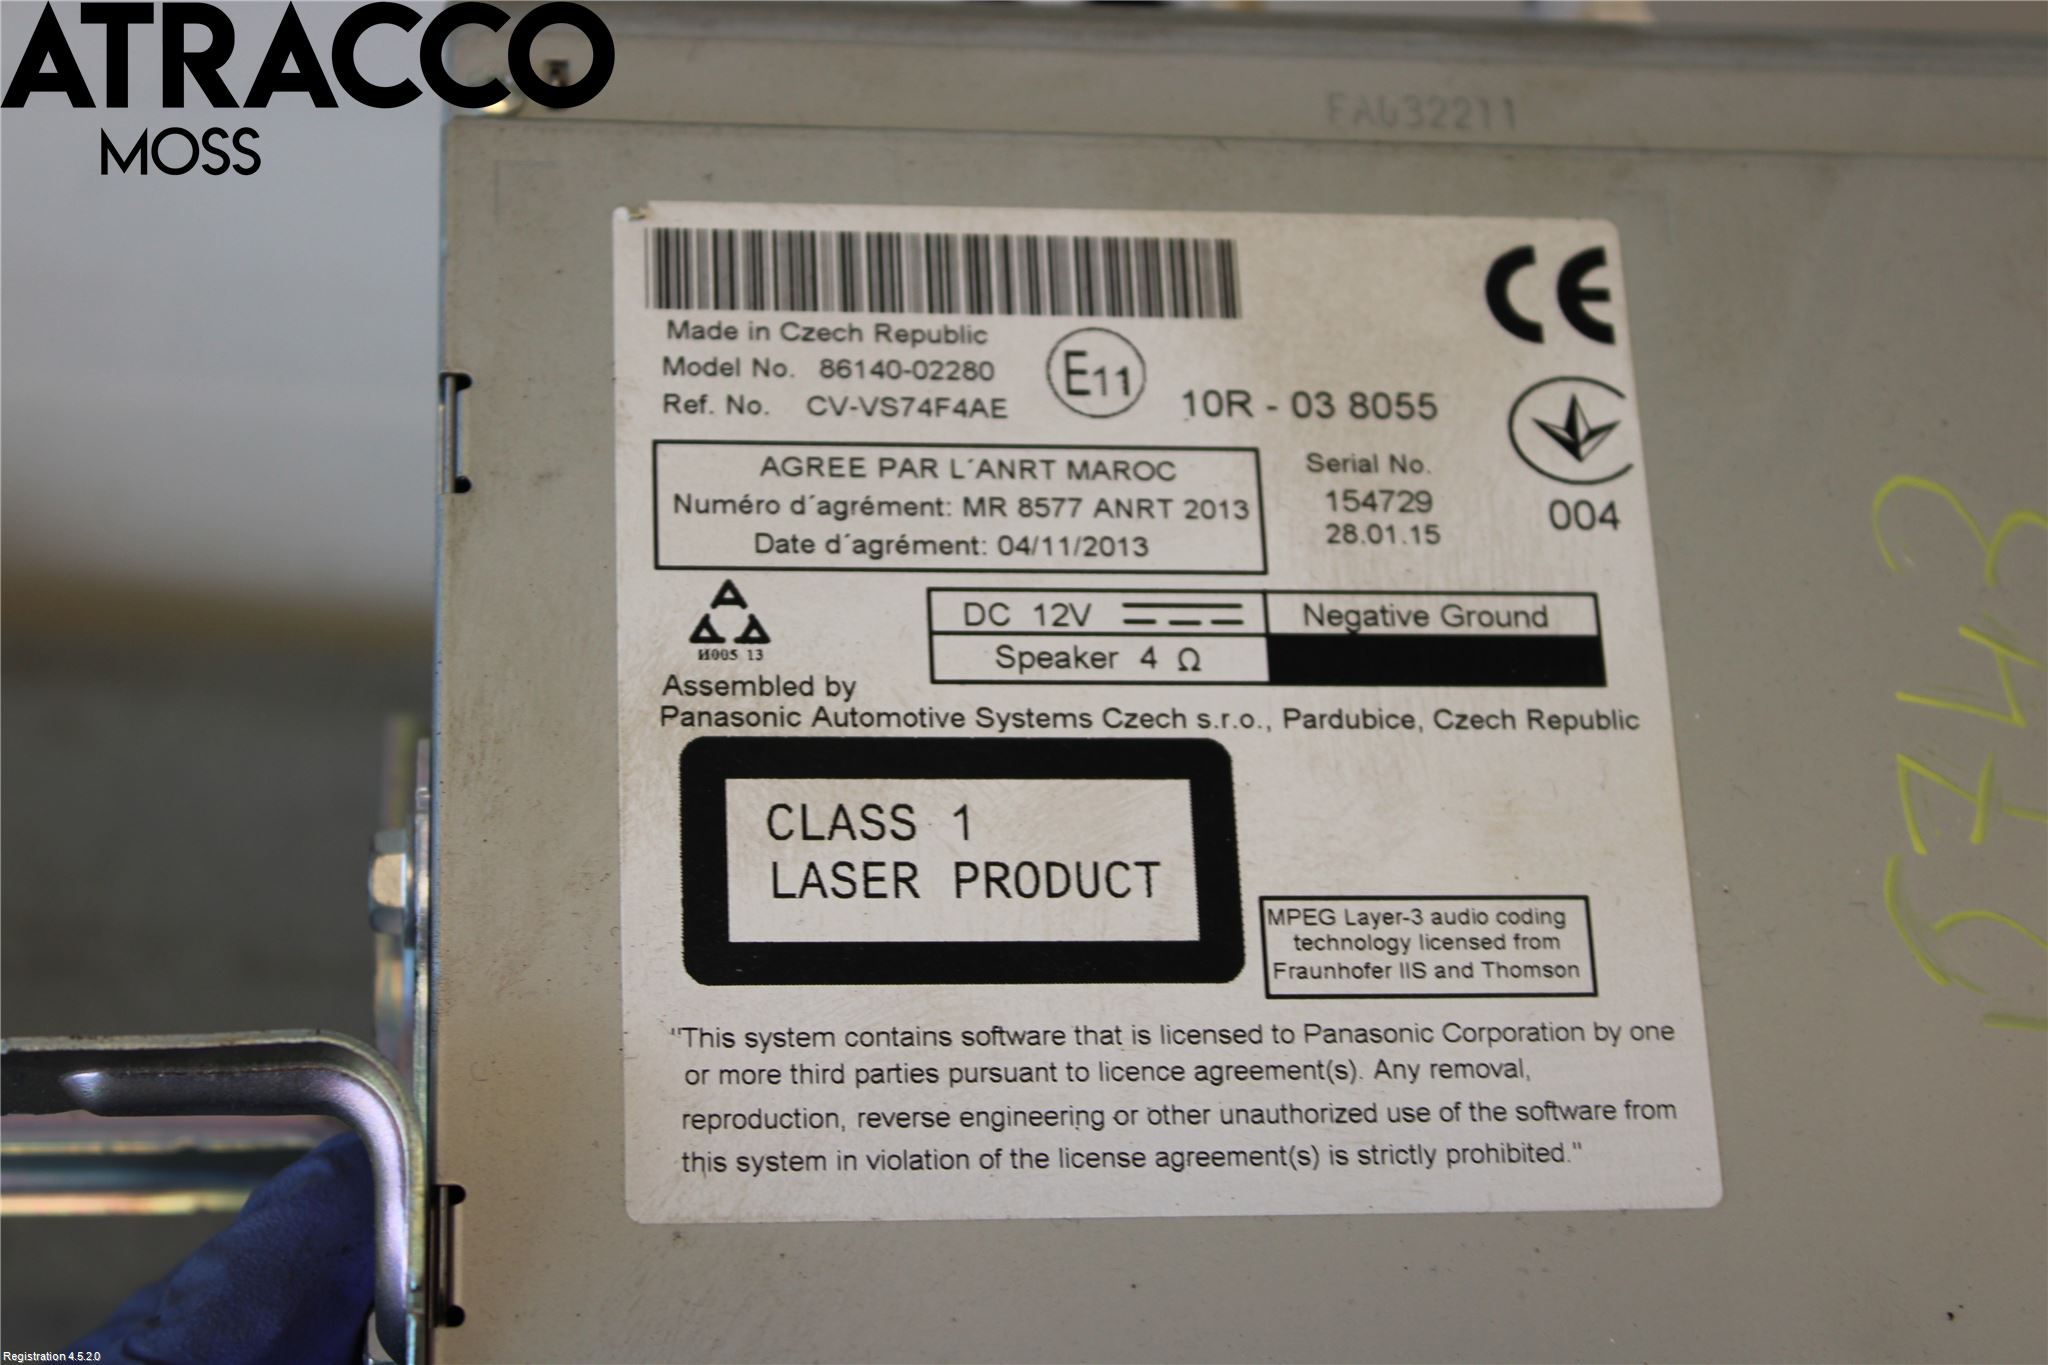 ATRACCO
MOSS
FA032211
Made in Czech Republic
Model No. 86140-02280
Ref. No. CV-VS74F4AE
E11
10R - 03 8055
CE
AGREE PAR L´ANRT MAROC
Numéro d´agrément: MR 8577 ANRT 2013
Date d´agrément: 04/11/2013
Serial No.
154729
28.01.15
004
И005 13
DC 12V
Negative Ground
Speaker 4 Ω
Assembled by
Panasonic Automotive Systems Czech s.r.o., Pardubice, Czech Republic
CLASS 1
LASER PRODUCT
MPEG Layer-3 audio coding
technology licensed from
Fraunhofer IIS and Thomson
"This system contains software that is licensed to Panasonic Corporation by one
or more third parties pursuant to licence agreement(s). Any removal,
reproduction, reverse engineering or other unauthorized use of the software from
this system in violation of the license agreement(s) is strictly prohibited."
Registration 4.5.2.0